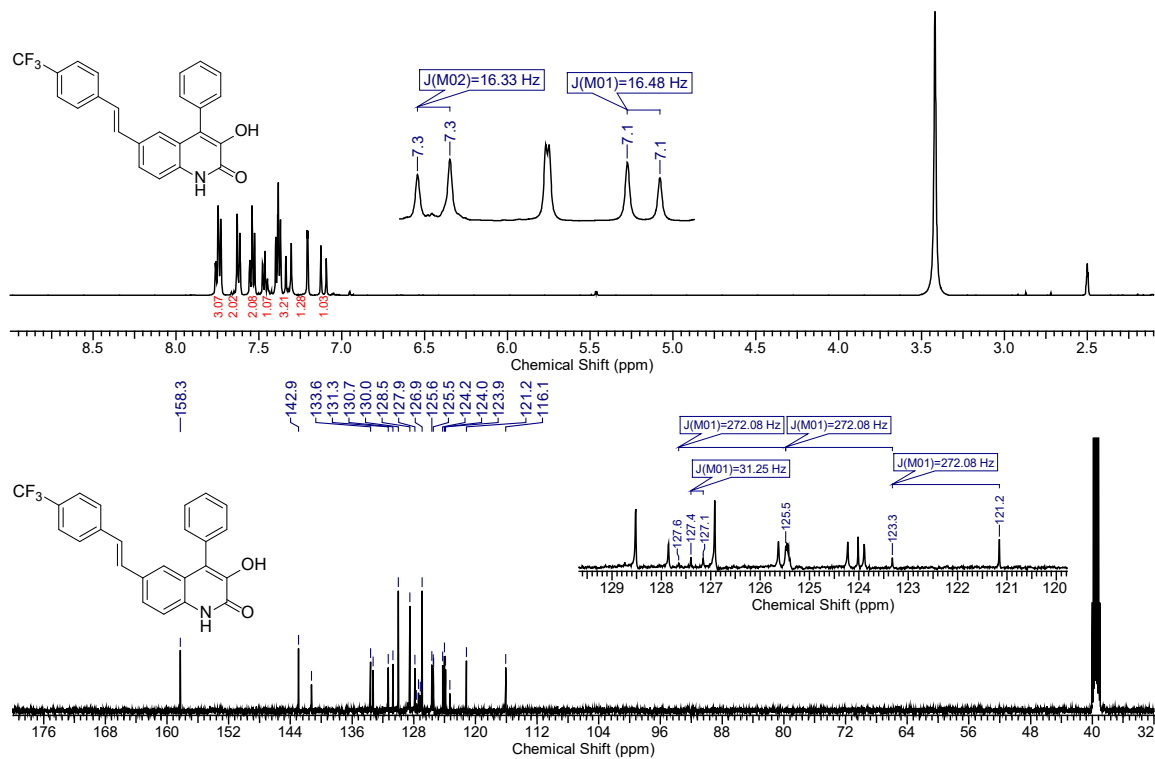 CF3
OH
N
H
O
J(M02)=16.33 Hz
J(M01)=16.48 Hz
7.3
7.3
7.1
7.1
3.07
2.02
2.08
1.07
3.21
1.28
1.03
8.5 8.0 7.5 7.0 6.5 6.0 5.5 5.0 4.5 4.0 3.5 3.0 2.5
Chemical Shift (ppm)
158.3
142.9
133.6
131.3
130.7
130.0
128.5
127.9
126.9
125.6
125.5
124.2
124.0
123.9
121.2
116.1
CF3
OH
N
H
O
J(M01)=272.08 Hz
J(M01)=272.08 Hz
J(M01)=31.25 Hz
J(M01)=272.08 Hz
127.6
127.4
127.1
125.5
123.3
121.2
129 128 127 126 125 124 123 122 121 120
Chemical Shift (ppm)
176 168 160 152 144 136 128 120 112 104 96 88 80 72 64 56 48 40 32
Chemical Shift (ppm)